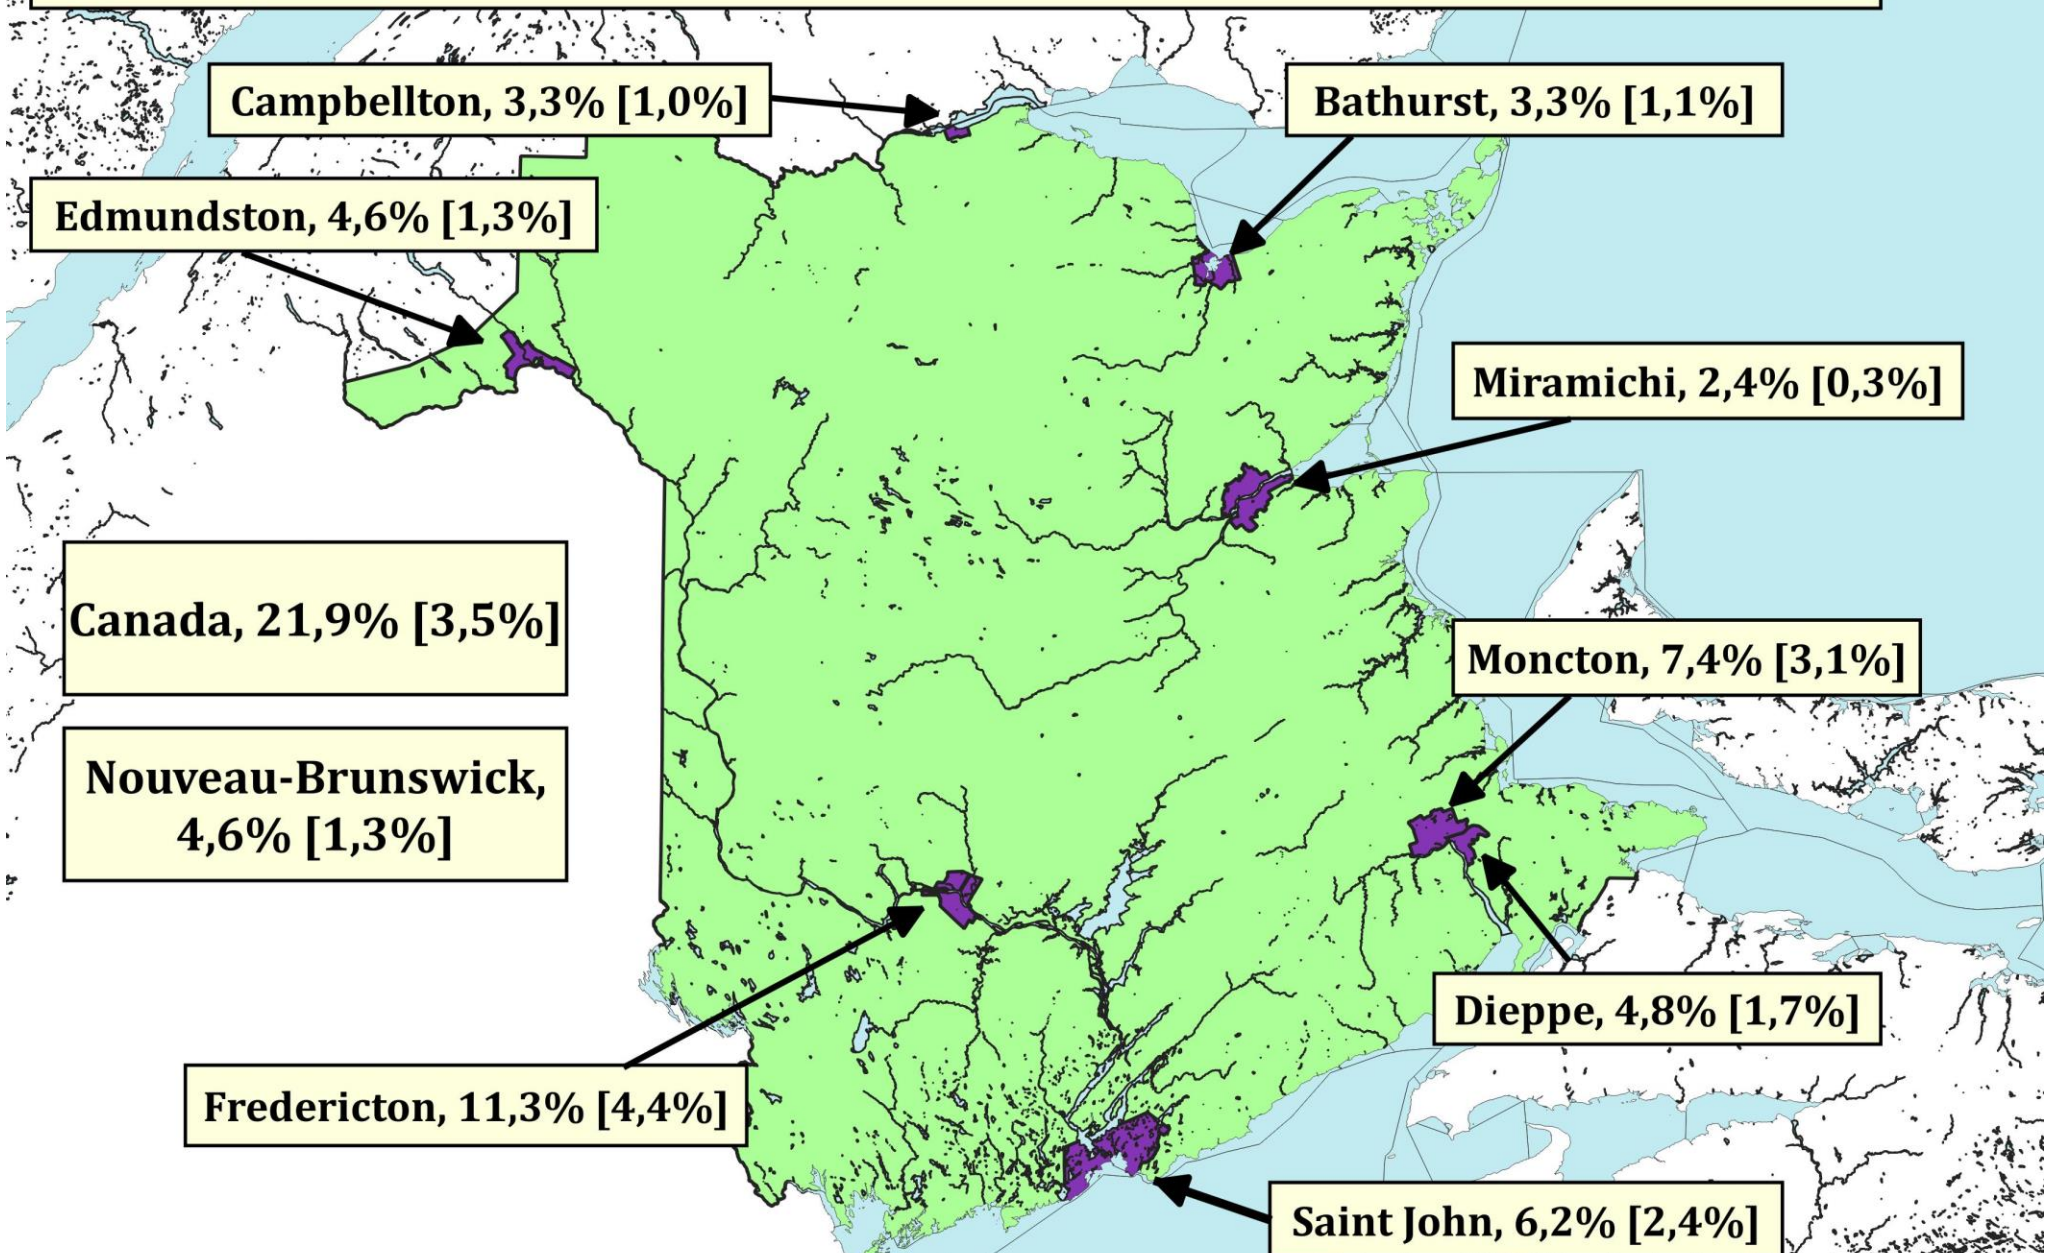 Campbellton, 3,3% [1,0%]
Bathurst, 3,3% [1,1%]
Edmundston, 4,6% [1,3%]
Miramichi, 2,4% [0,3%]
Canada, 21,9% [3,5%]
Moncton, 7,4% [3,1%]
Nouveau-Brunswick,
4,6% [1,3%]
Dieppe, 4,8% [1,7%]
Fredericton, 11,3% [4,4%]
Saint John, 6,2% [2,4%]